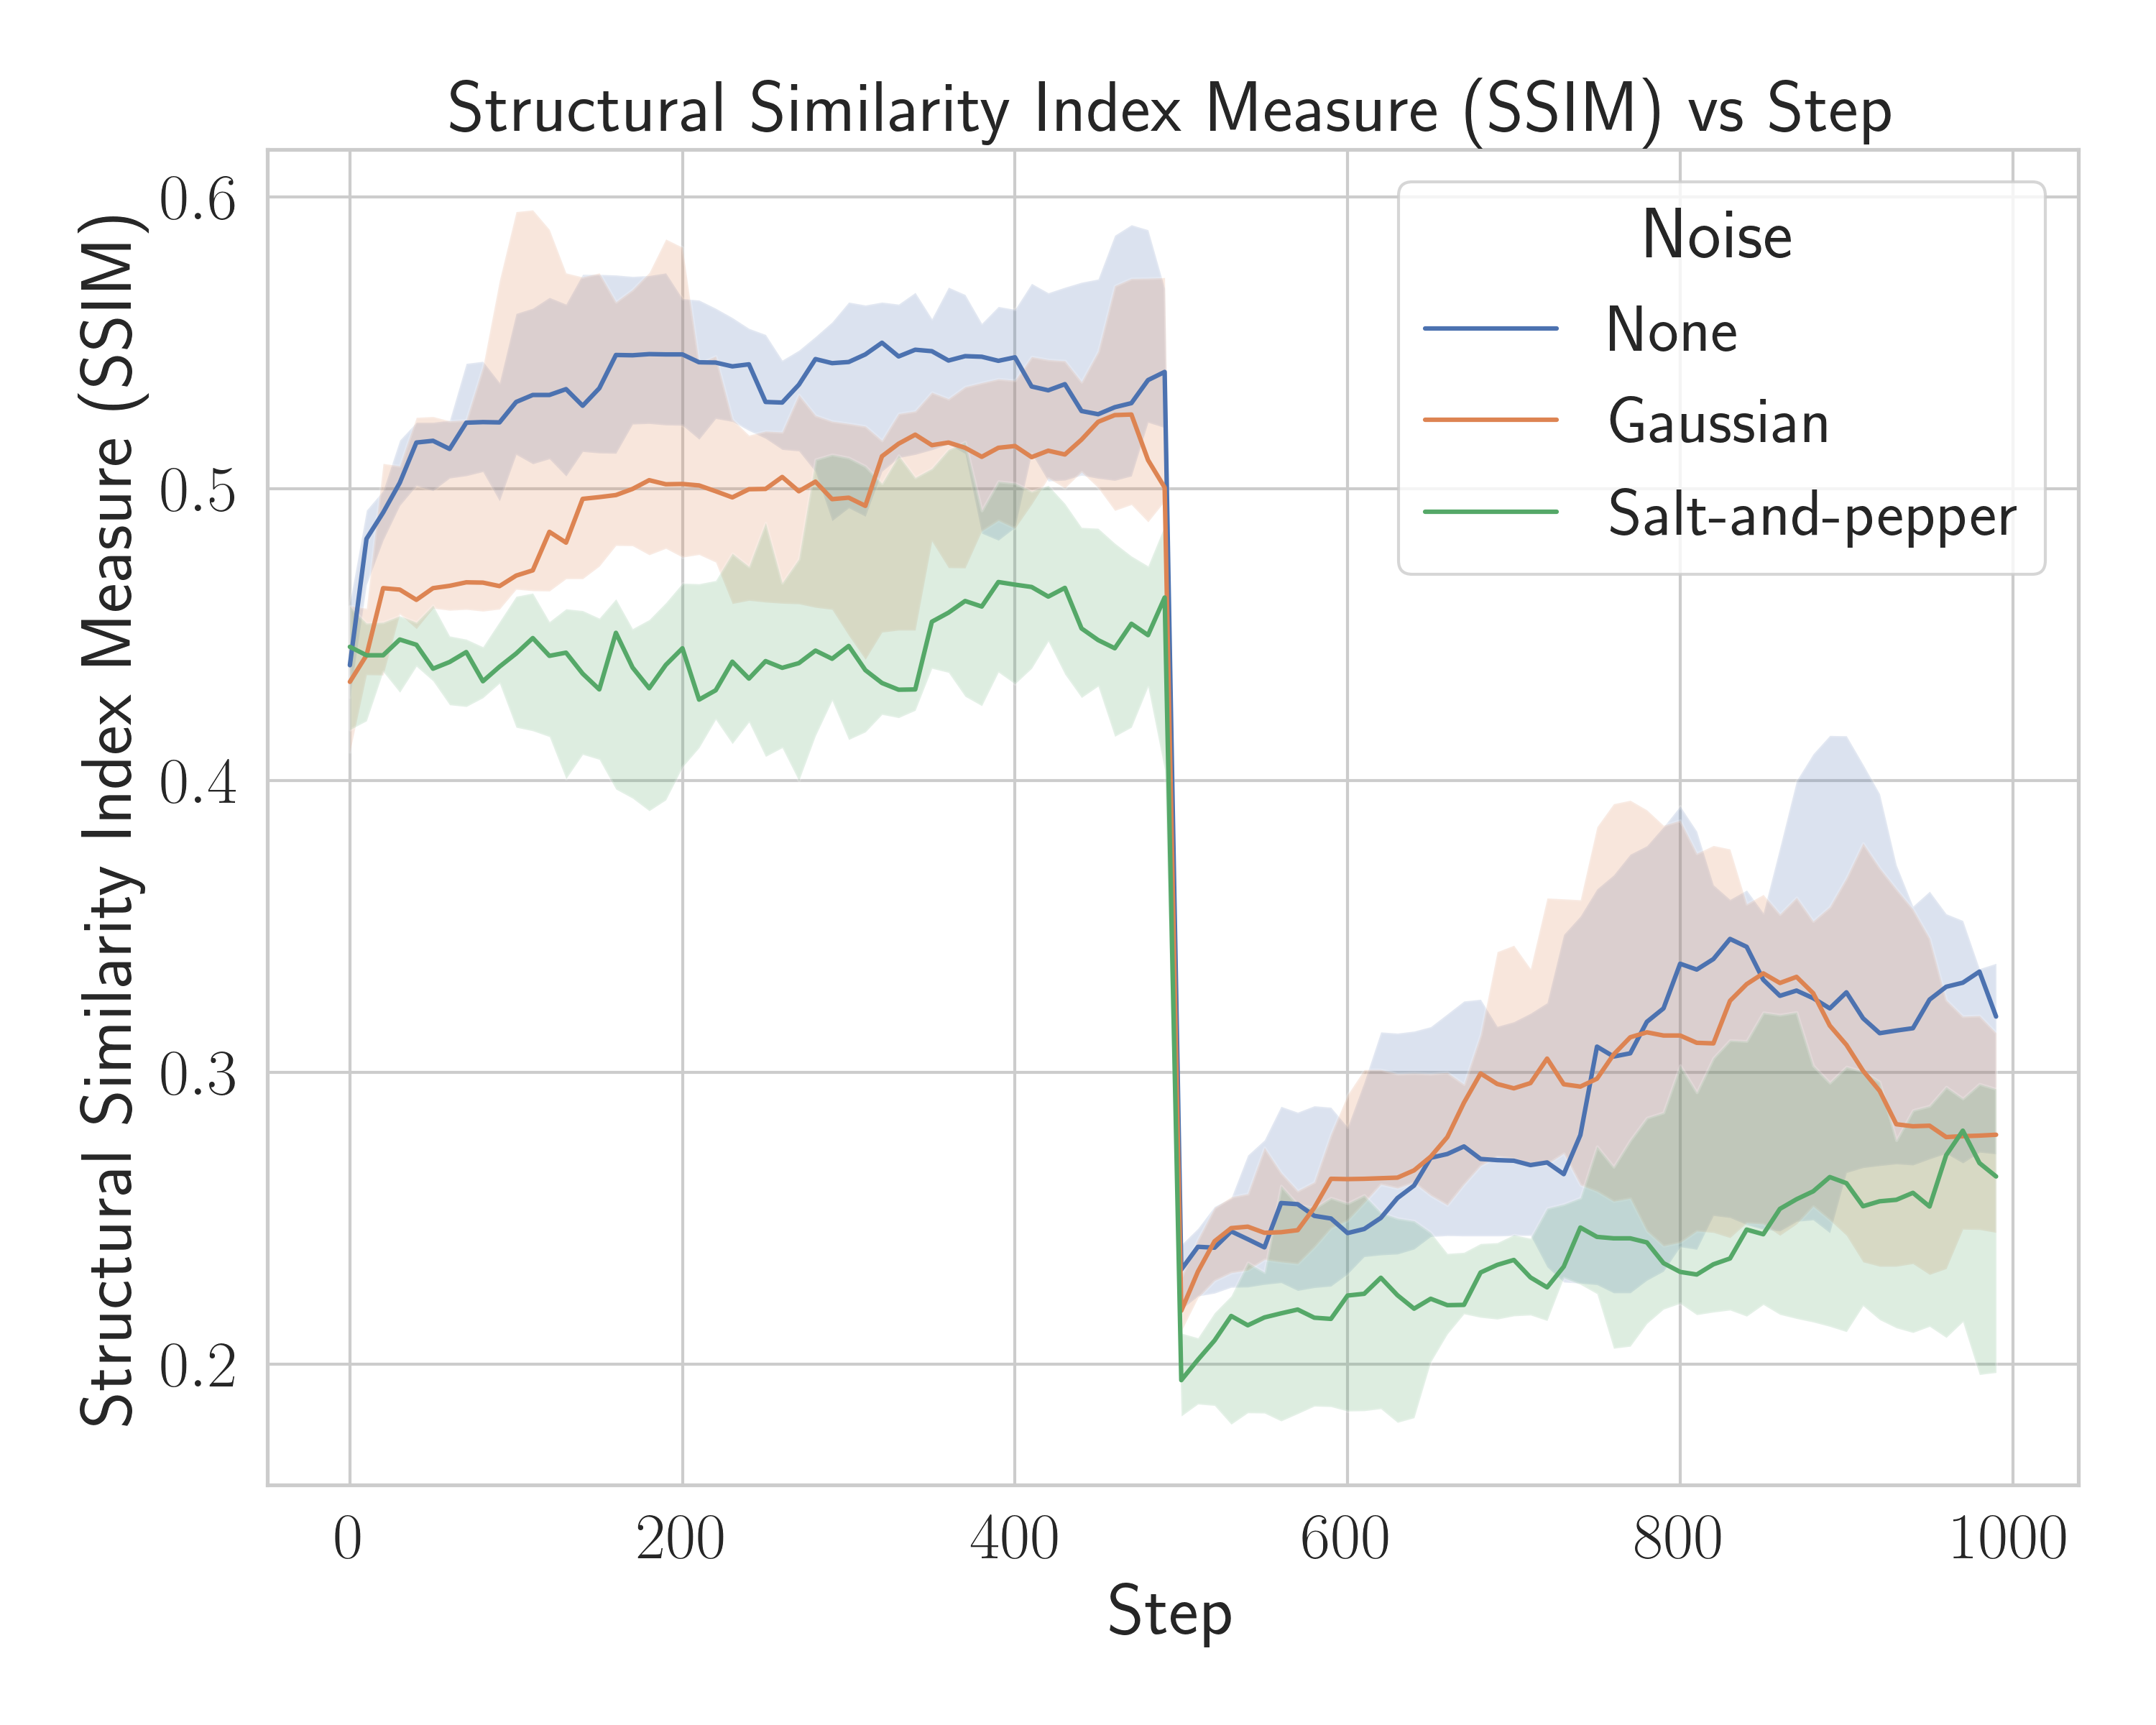 Structural Similarity Index Measure (SSIM) vs Step
Structural Similarity Index Measure (SSIM)
0.6
0.5
0.4
0.3
0.2
Noise
None
Gaussian
Salt-and-pepper
0 200 400 600 800 1000
Step